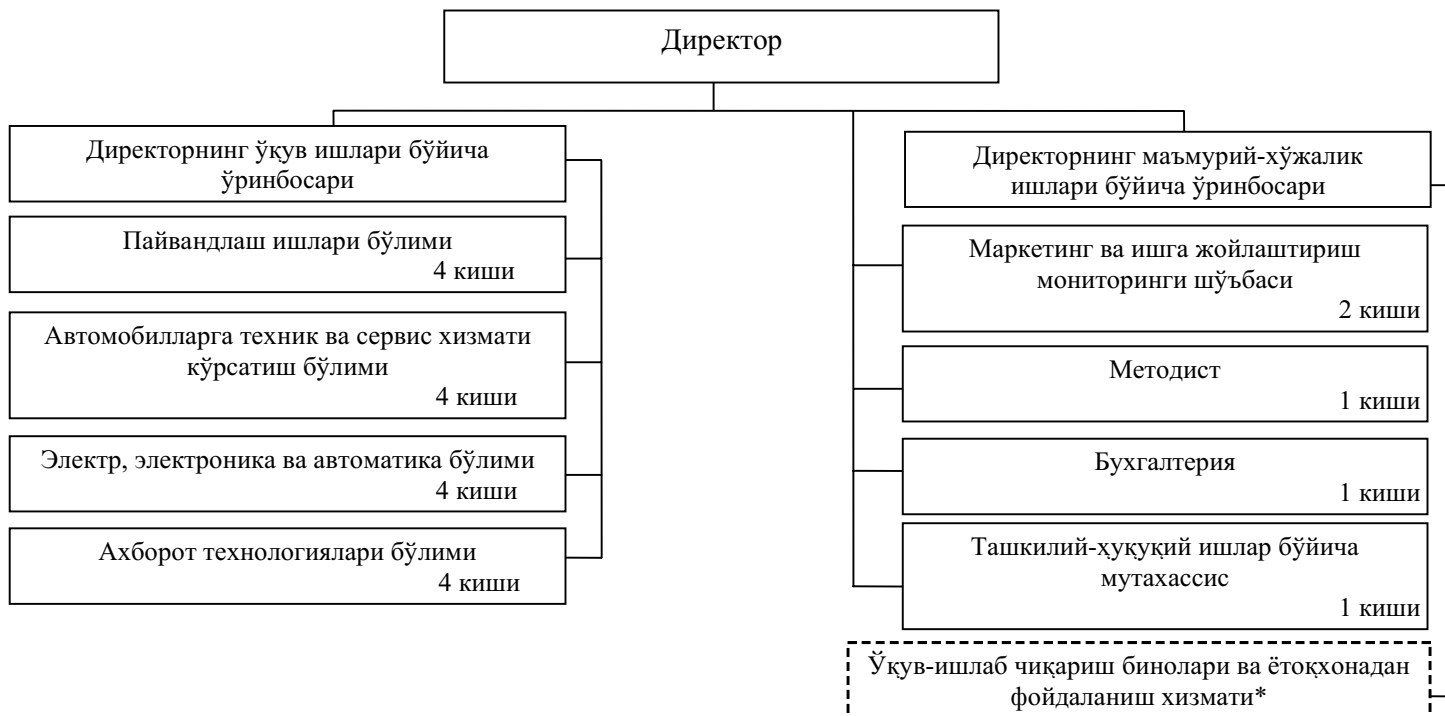 Директор
Директорнинг ўқув ишлари бўйича
ўринбосари
Пайвандлаш ишлари бўлими
4 киши
Автомобилларга техник ва сервис хизмати
кўрсатиш бўлими
4 киши
Электр, электроника ва автоматика бўлими
4 киши
Ахборот технологиялари бўлими
4 киши
Директорнинг маъмурий-хўжалик
ишлари бўйича ўринбосари
Маркетинг ва ишга жойлаштириш
мониторинги шўъбаси
2 киши
Методист
1 киши
Бухгалтерия
1 киши
Ташкилий-ҳуқуқий ишлар бўйича
мутахассис
1 киши
Ўқув-ишлаб чиқариш бинолари ва ётоқхонадан
фойдаланиш хизмати*